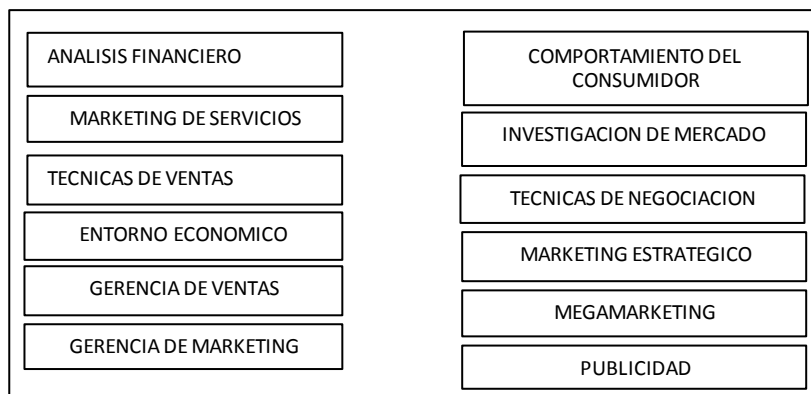 ANALISIS FINANCIERO
MARKETING DE SERVICIOS
TECNICAS DE VENTAS
ENTORNO ECONOMICO
GERENCIA DE VENTAS
GERENCIA DE MARKETING
COMPORTAMIENTO DEL
CONSUMIDOR
INVESTIGACION DE MERCADO
TECNICAS DE NEGOCIACION
MARKETING ESTRATEGICO
MEGAMARKETING
PUBLICIDAD